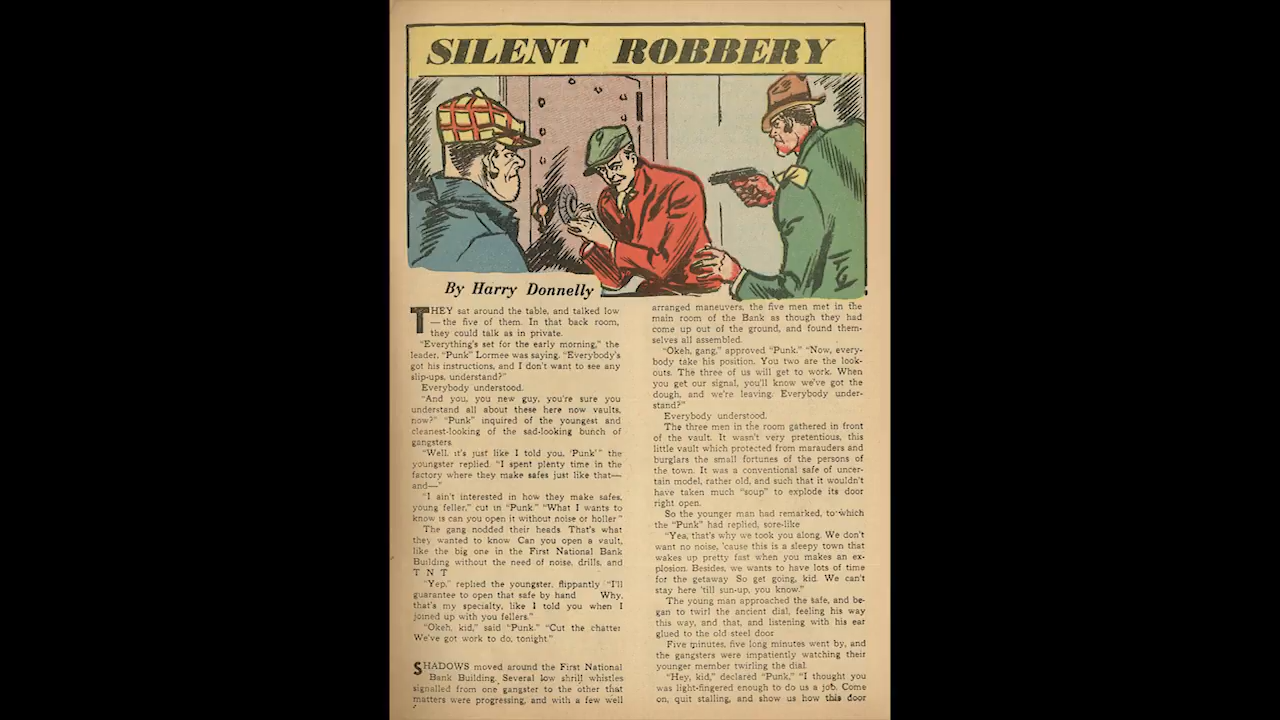 SILENT ROBBERY
By Harry Donnelly
THEY sat around the table, and talked low
— the five of them. In that back room,
they could talk as in private.
"Everything's set for the early morning," the
leader, "Punk" Lormee was saying. "Everybody's
got his instructions, and I don't want to see any
slip-ups, understand?"
Everybody understood.
"And you, you new guy, you're sure you
understand all about these here now vaults,
now?" "Punk" inquired of the youngest and
cleanest-looking of the sad-looking bunch of
gangsters
"Well, it's just like I told you, 'Punk'" the
youngster replied. "I spent plenty time in the
factory where they make safes just like that—
and—"
"I ain't interested in how they make safes,
young feller," cut in "Punk." "What I wants to
know is can you open it without noise or holler"
The gang nodded their heads That's what
they wanted to know Can you open a vault,
like the big one in the First National Bank
Building without the need of noise, drills, and
T N T
"Yep," replied the youngster, flippantly "I'll
guarantee to open that safe by hand Why,
that's my specialty, like I told you when I
joined up with you fellers."
"Okeh, kid," said "Punk." "Cut the chatter
We've got work to do, tonight."
SHADOWS moved around the First National
Bank Building. Several low shrill whistles
signalled from one gangster to the other that
matters were progressing, and with a few well
arranged maneuvers, the five men met in the
main room of the Bank as though they had
come up out of the ground, and found them-
selves all assembled.
"Okeh, gang," approved "Punk." "Now, every-
body take his position. You two are the look-
outs. The three of us will get to work. When
you get our signal, you'll know we've got the
dough, and we're leaving. Everybody under-
stand?"
Everybody understood.
The three men in the room gathered in front
of the vault. It wasn't very pretentious, this
little vault which protected from marauders and
burglars the small fortunes of the persons of
the town. It was a conventional safe of uncer-
tain model, rather old, and such that it wouldn't
have taken much "soup" to explode its door
right open.
So the younger man had remarked, to which
the "Punk" had replied, sore-like
"Yea, that's why we took you along. We don't
want no noise, 'cause this is a sleepy town that
wakes up pretty fast when you makes an ex-
plosion. Besides, we wants to have lots of time
for the getaway So get going, kid. We can't
stay here 'till sun-up, you know."
The young man approached the safe, and be-
gan to twirl the ancient dial, feeling his way
this way, and that, and listening with his ear
glued to the old steel door
Five minutes, five long minutes went by, and
the gangsters were impatiently watching their
younger member twirling the dial.
"Hey, kid," declared "Punk," "I thought you
was light-fingered enough to do us a job. Come
on, quit stalling, and show us how this door